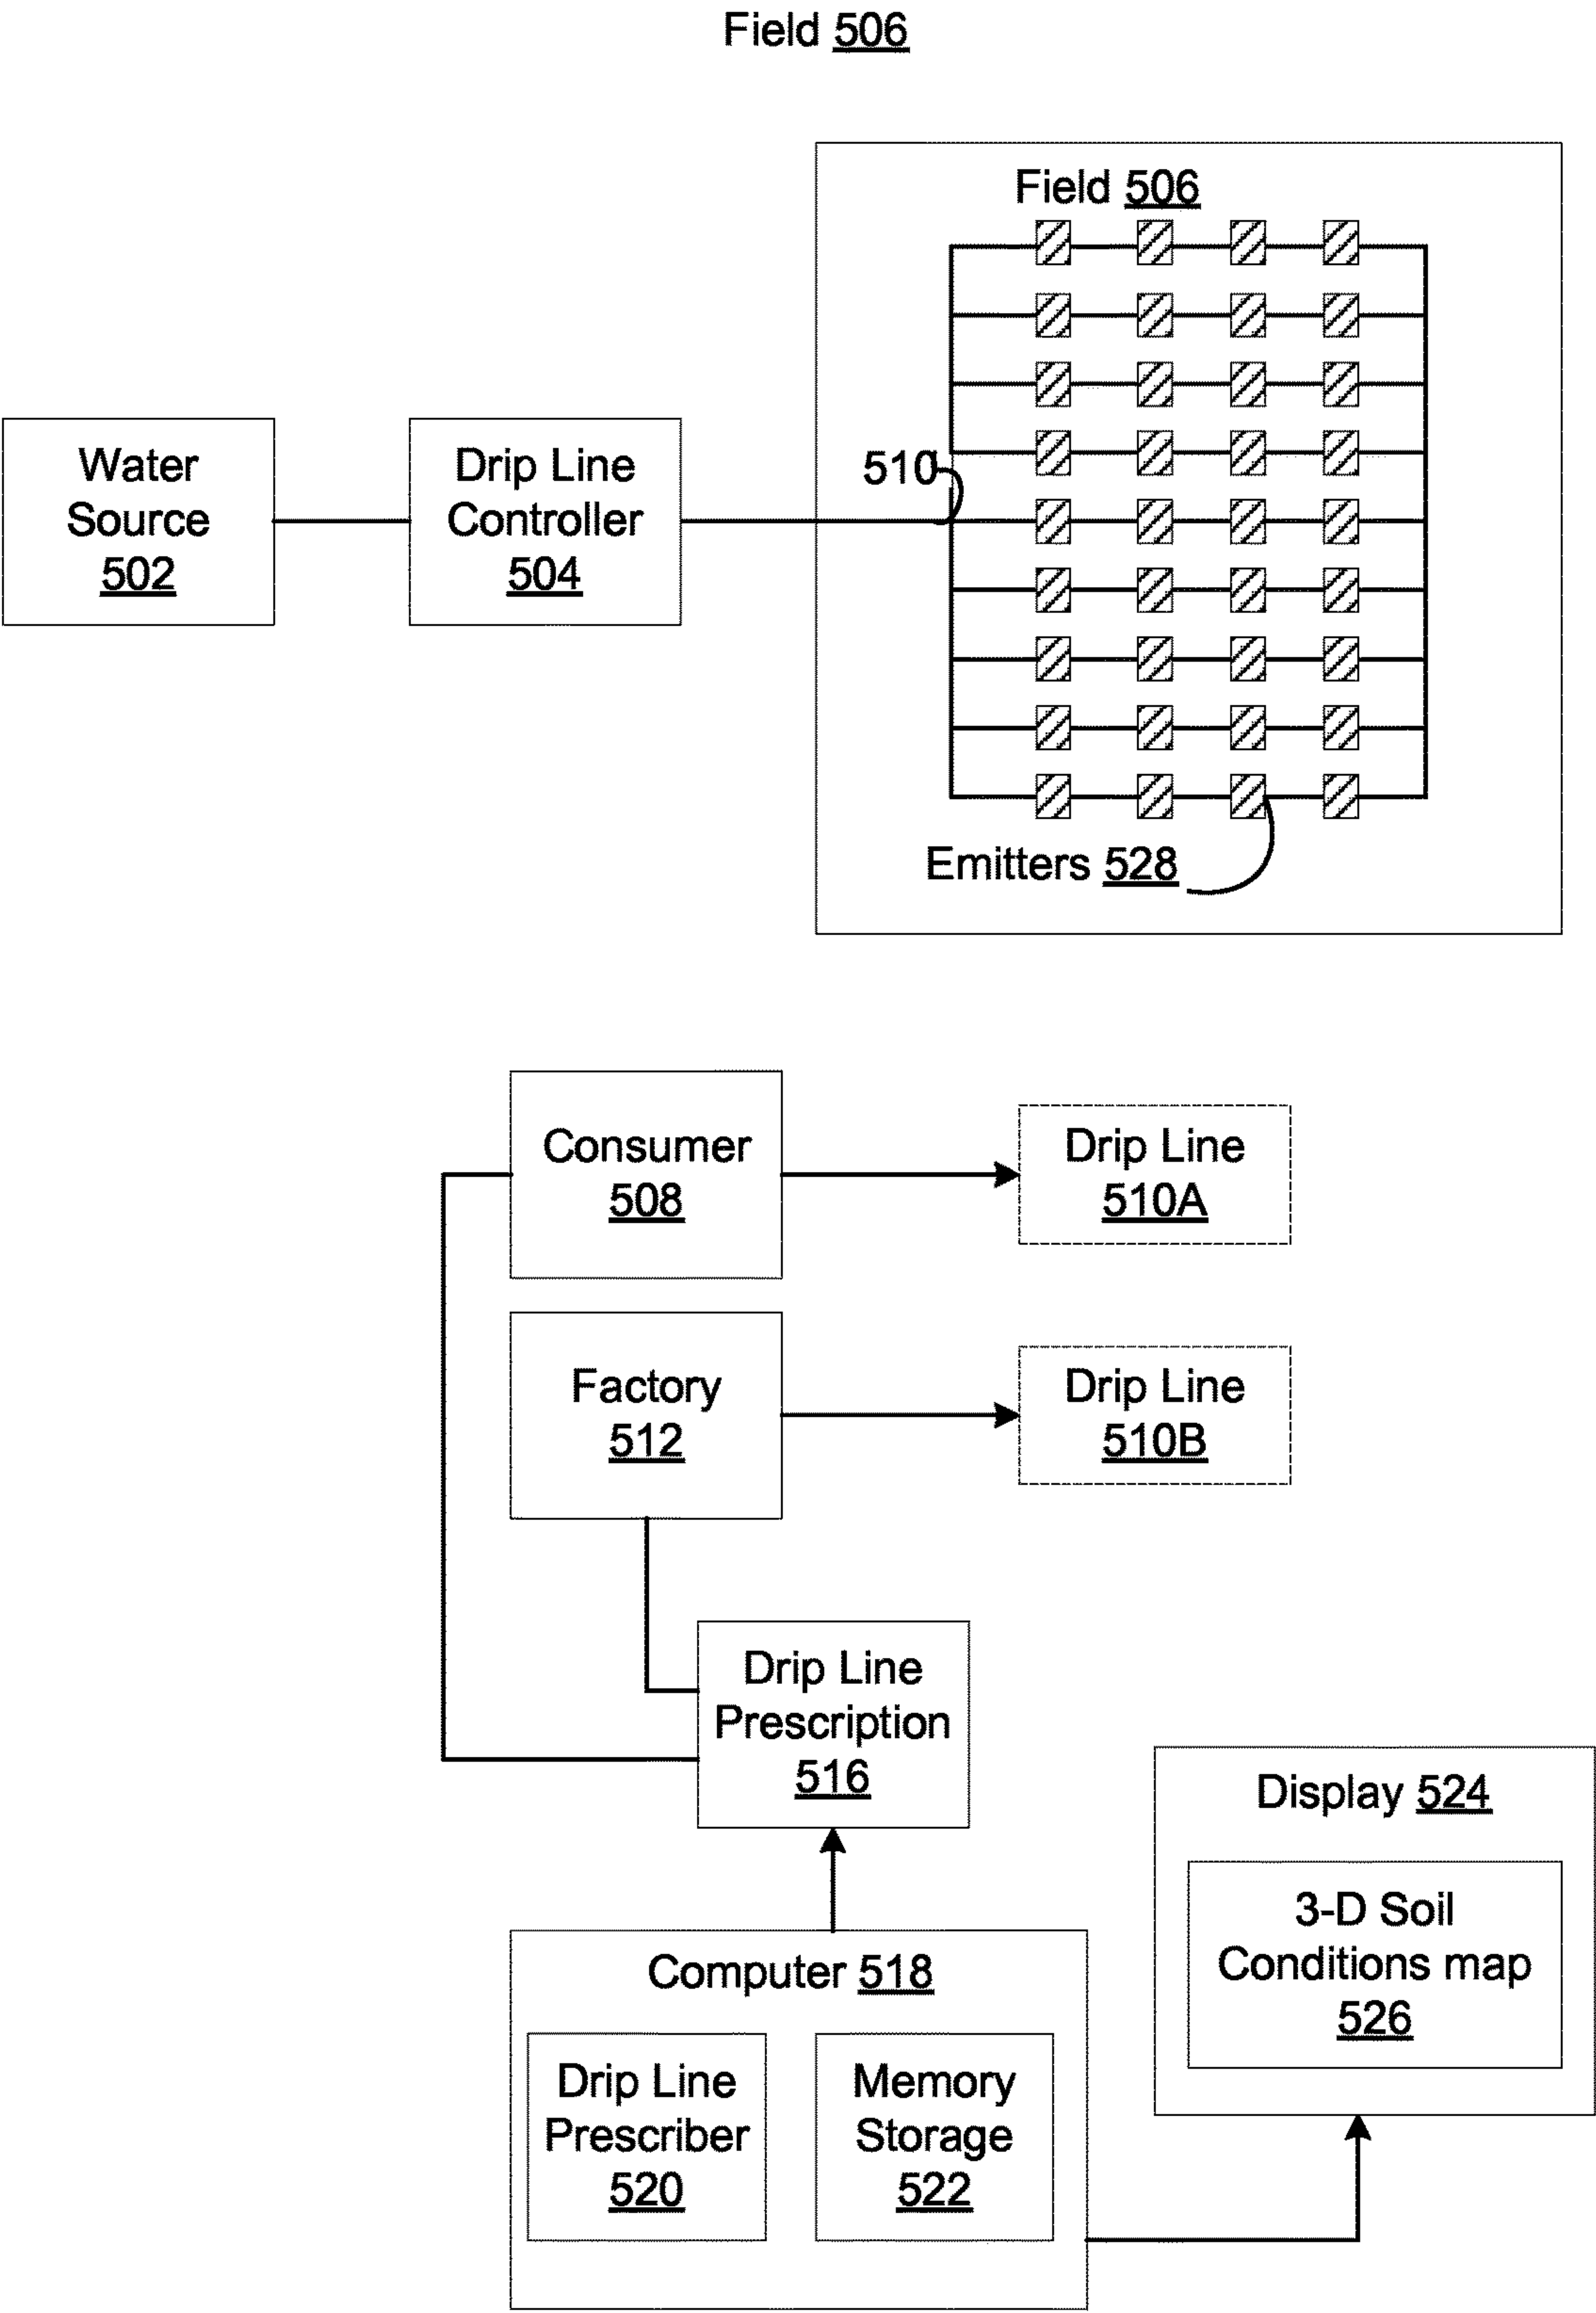 Field 506
Field 506
Water
Source
502
Drip Line
Controller
504
510
Emitters 528
Consumer
508
Drip Line
510A
Factory
512
Drip Line
510B
Drip Line
Prescription
516
Display 524
3-D Soil
Conditions map
526
Computer 518
Drip Line
Prescriber
520
Memory
Storage
522